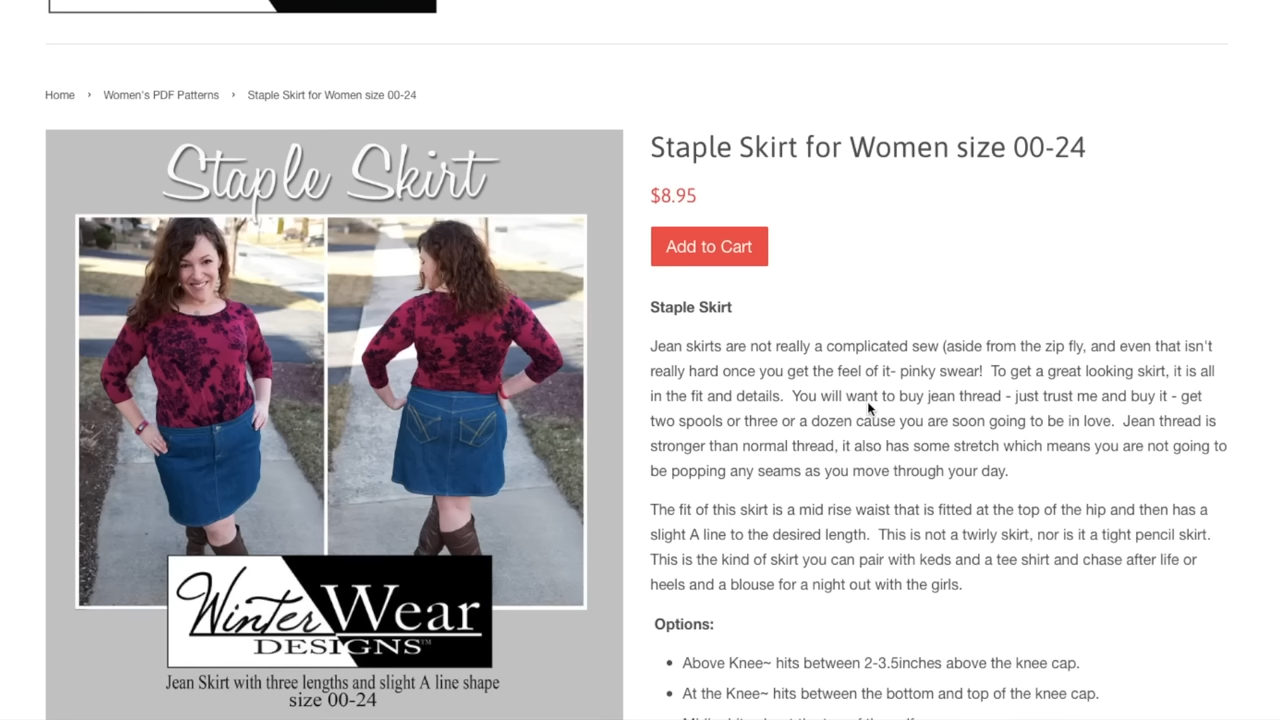 Home › Women's PDF Patterns › Staple Skirt for Women size 00-24
Staple Skirt
Winter Wear
DESIGNS™
Jean Skirt with three lengths and slight A line shape
size 00-24
Staple Skirt for Women size 00-24
$8.95
Add to Cart
Staple Skirt
Jean skirts are not really a complicated sew (aside from the zip fly, and even that isn't
really hard once you get the feel of it- pinky swear!  To get a great looking skirt, it is all
in the fit and details.  You will want to buy jean thread - just trust me and buy it - get
two spools or three or a dozen cause you are soon going to be in love.  Jean thread is
stronger than normal thread, it also has some stretch which means you are not going to
be popping any seams as you move through your day.
The fit of this skirt is a mid rise waist that is fitted at the top of the hip and then has a
slight A line to the desired length.  This is not a twirly skirt, nor is it a tight pencil skirt.
This is the kind of skirt you can pair with keds and a tee shirt and chase after life or
heels and a blouse for a night out with the girls.
Options:
• Above Knee~ hits between 2-3.5inches above the knee cap.
• At the Knee~ hits between the bottom and top of the knee cap.